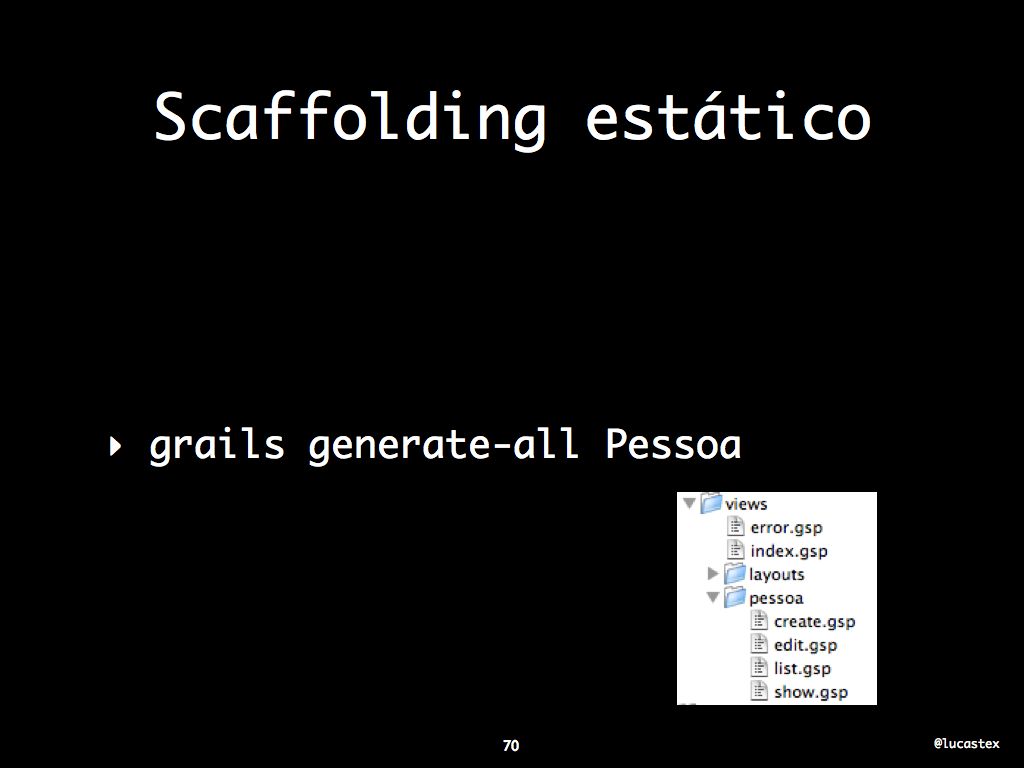 Scaffolding estático
‣ grails generate-all Pessoa
views
error.gsp
index.gsp
layouts
pessoa
create.gsp
edit.gsp
list.gsp
show.gsp
70
@lucastex